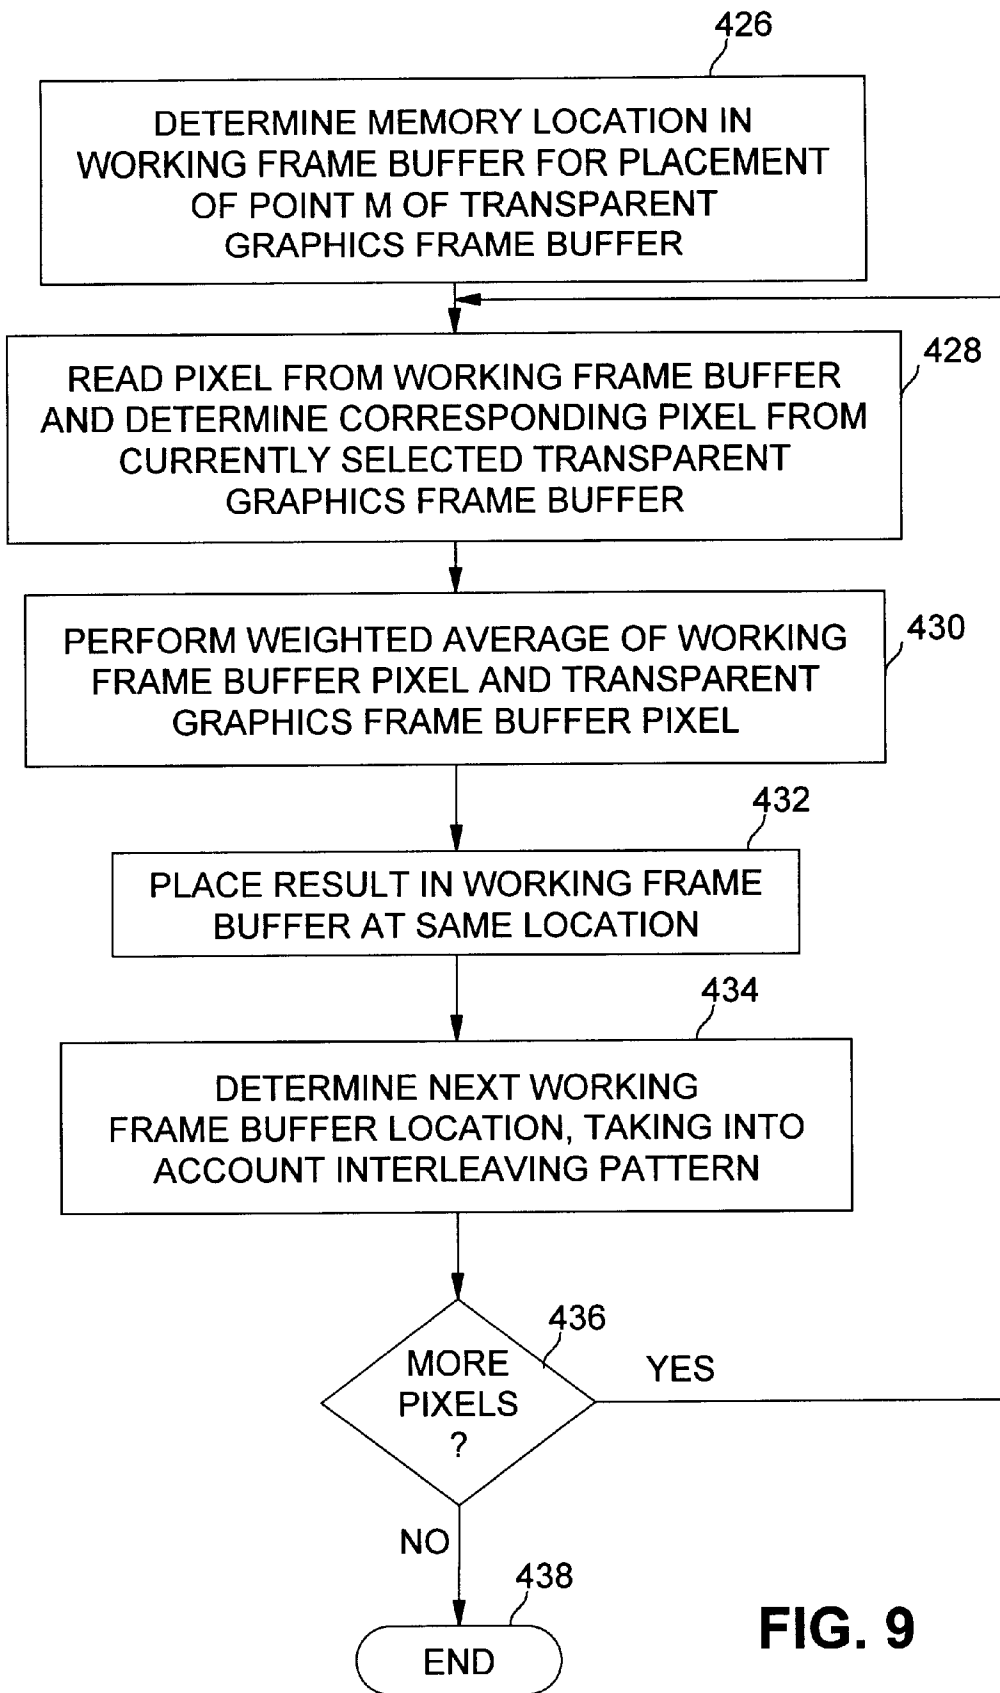 426
DETERMINE MEMORY LOCATION IN
WORKING FRAME BUFFER FOR PLACEMENT
OF POINT M OF TRANSPARENT
GRAPHICS FRAME BUFFER
428
READ PIXEL FROM WORKING FRAME BUFFER
AND DETERMINE CORRESPONDING PIXEL FROM
CURRENTLY SELECTED TRANSPARENT
GRAPHICS FRAME BUFFER
430
PERFORM WEIGHTED AVERAGE OF WORKING
FRAME BUFFER PIXEL AND TRANSPARENT
GRAPHICS FRAME BUFFER PIXEL
432
PLACE RESULT IN WORKING FRAME
BUFFER AT SAME LOCATION
434
DETERMINE NEXT WORKING
FRAME BUFFER LOCATION, TAKING INTO
ACCOUNT INTERLEAVING PATTERN
436
MORE
PIXELS
?
YES
NO
438
END
FIG. 9